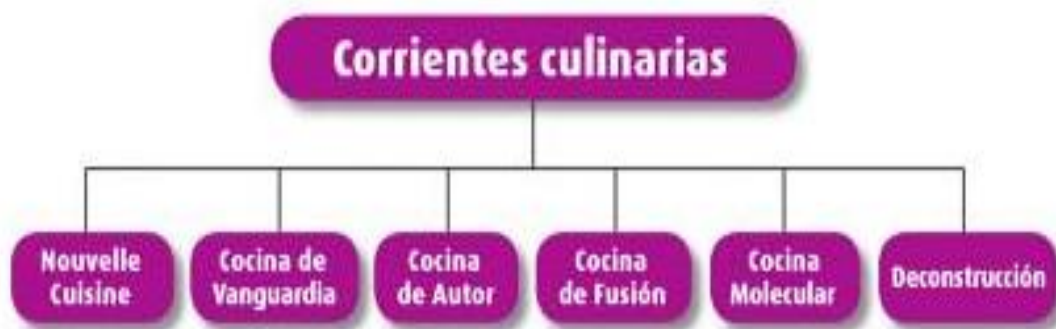 Corrientes culinarias
Nouvelle
Cuisine
Cocina de
Vanguardia
Cocina
de Autor
Cocina
de Fusión
Cocina
Molecular
Deconstrucción